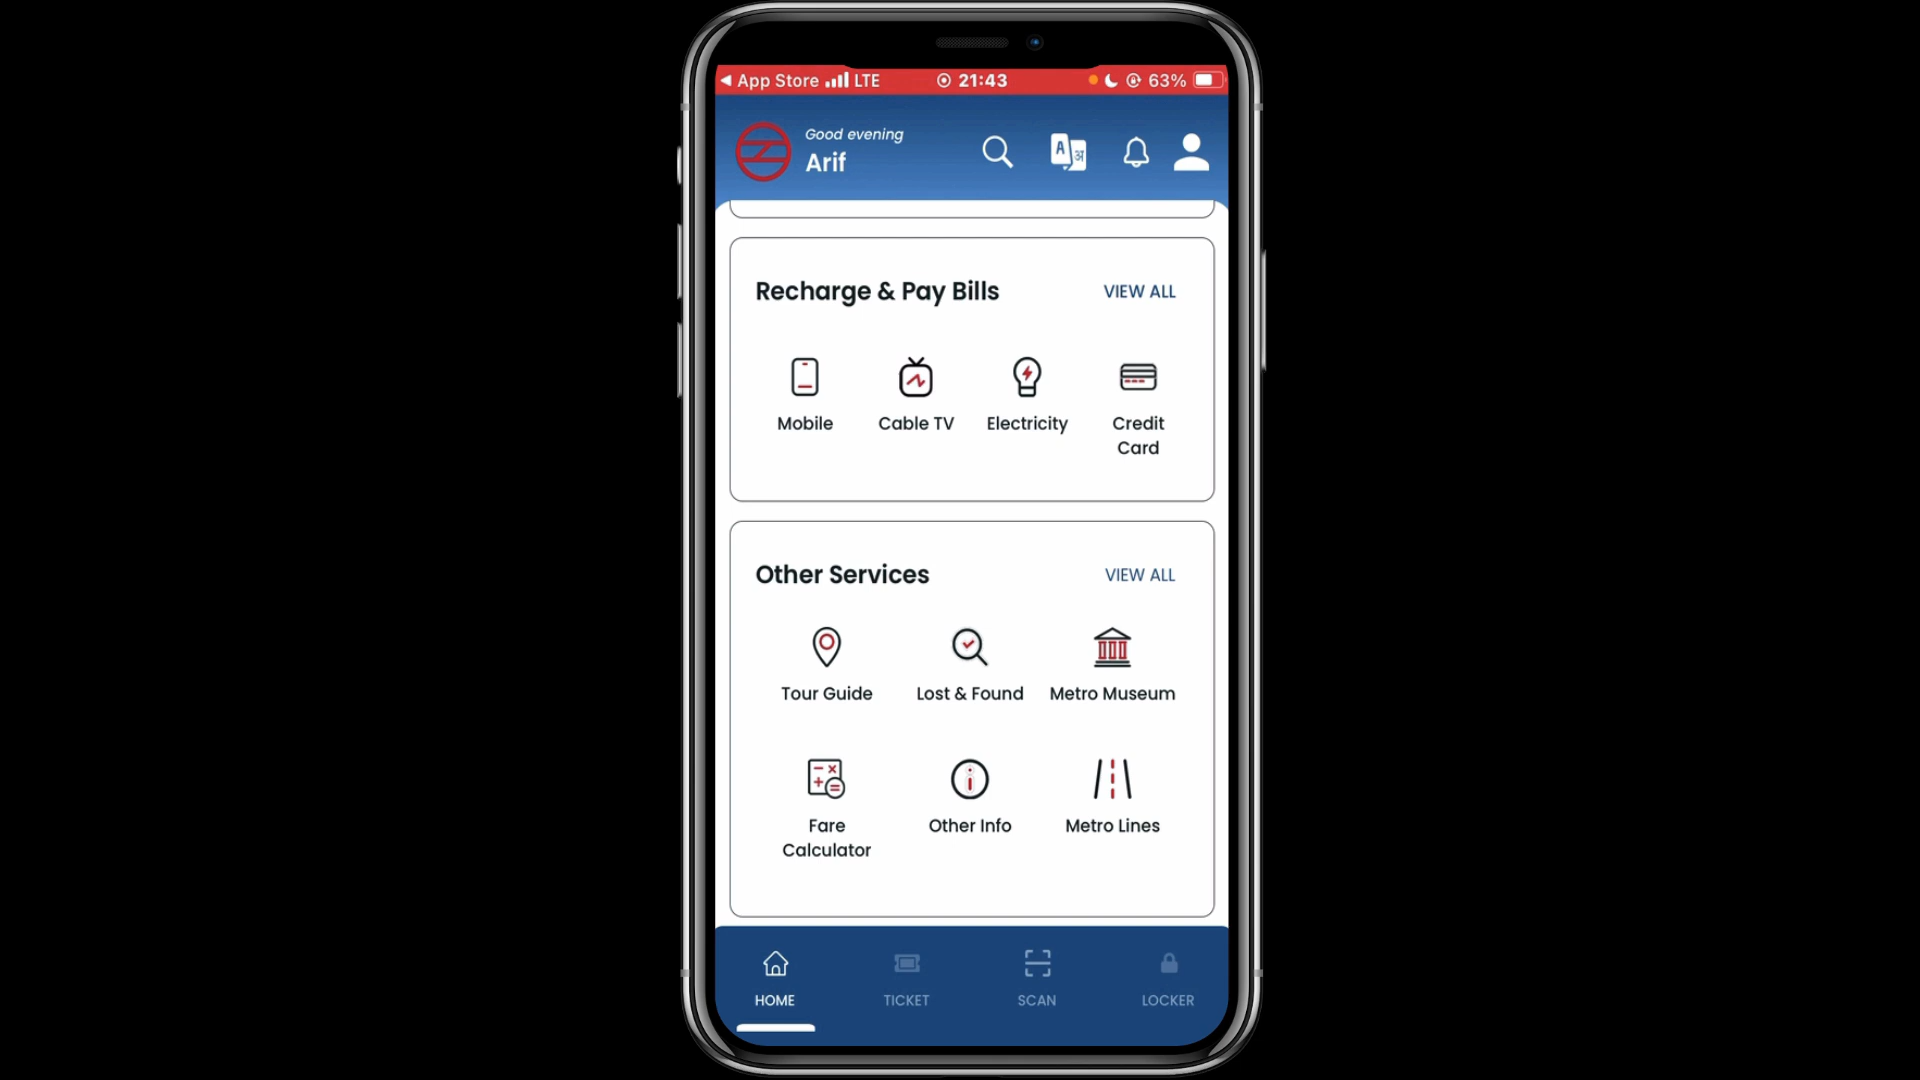 App Store LTE 21:43 63%
Good evening
Arif
A अ
Recharge & Pay Bills VIEW ALL
Mobile Cable TV Electricity Credit
Card
Other Services VIEW ALL
Tour Guide Lost & Found Metro Museum
Fare Other Info Metro Lines
Calculator
HOME TICKET SCAN LOCKER